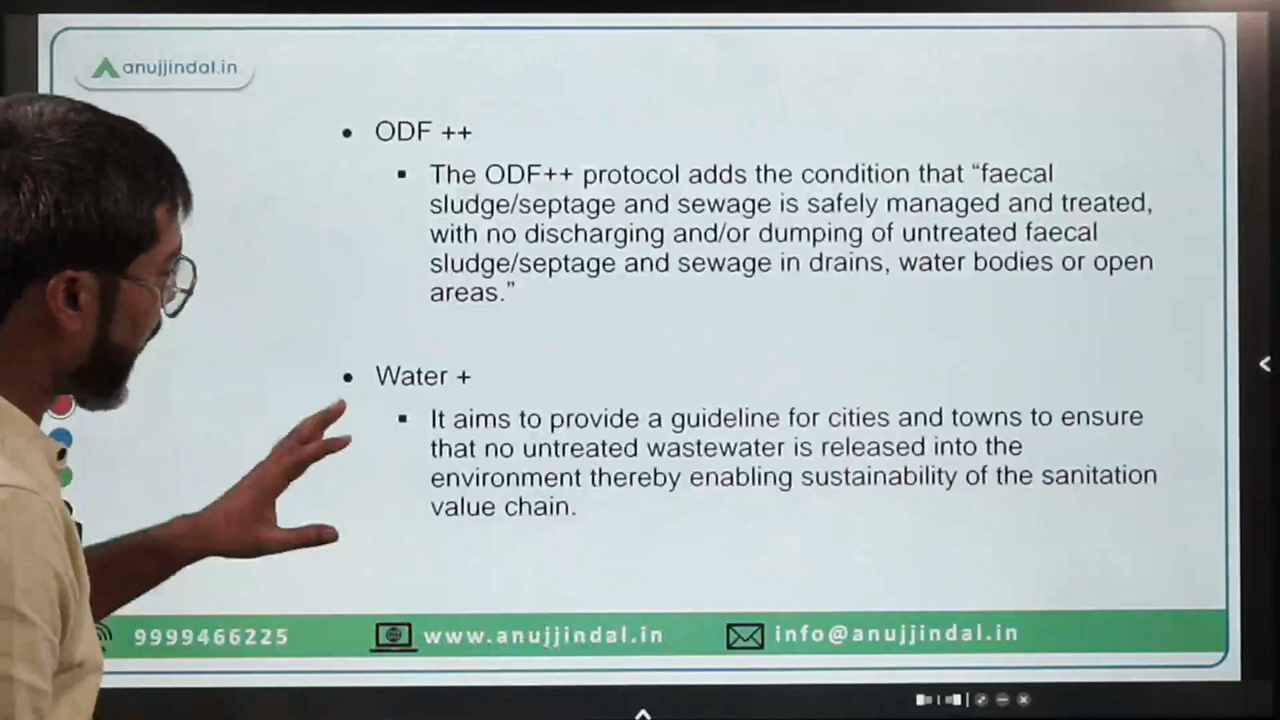 anujjindal.in
• ODF ++
▪ The ODF++ protocol adds the condition that “faecal
sludge/septage and sewage is safely managed and treated,
with no discharging and/or dumping of untreated faecal
sludge/septage and sewage in drains, water bodies or open
areas.”
• Water +
▪ It aims to provide a guideline for cities and towns to ensure
that no untreated wastewater is released into the
environment thereby enabling sustainability of the sanitation
value chain.
9999466225 www.anujjindal.in info@anujjindal.in